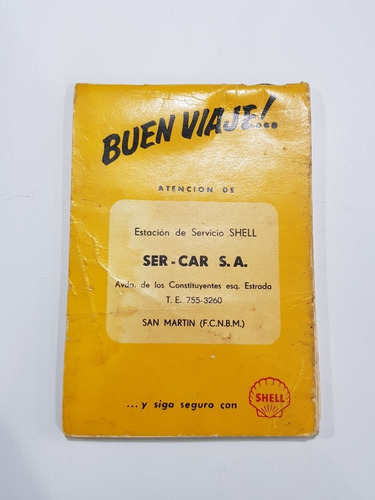 BUEN VIAJE!..
ATENCION DE
Estación de Servicio SHELL
SER-CAR S. A.
Avda. de los Constituyentes esq. Estrada
T. E. 755-3260
SAN MARTIN (F.C.N.B.M.)
...y siga seguro con
SHELL